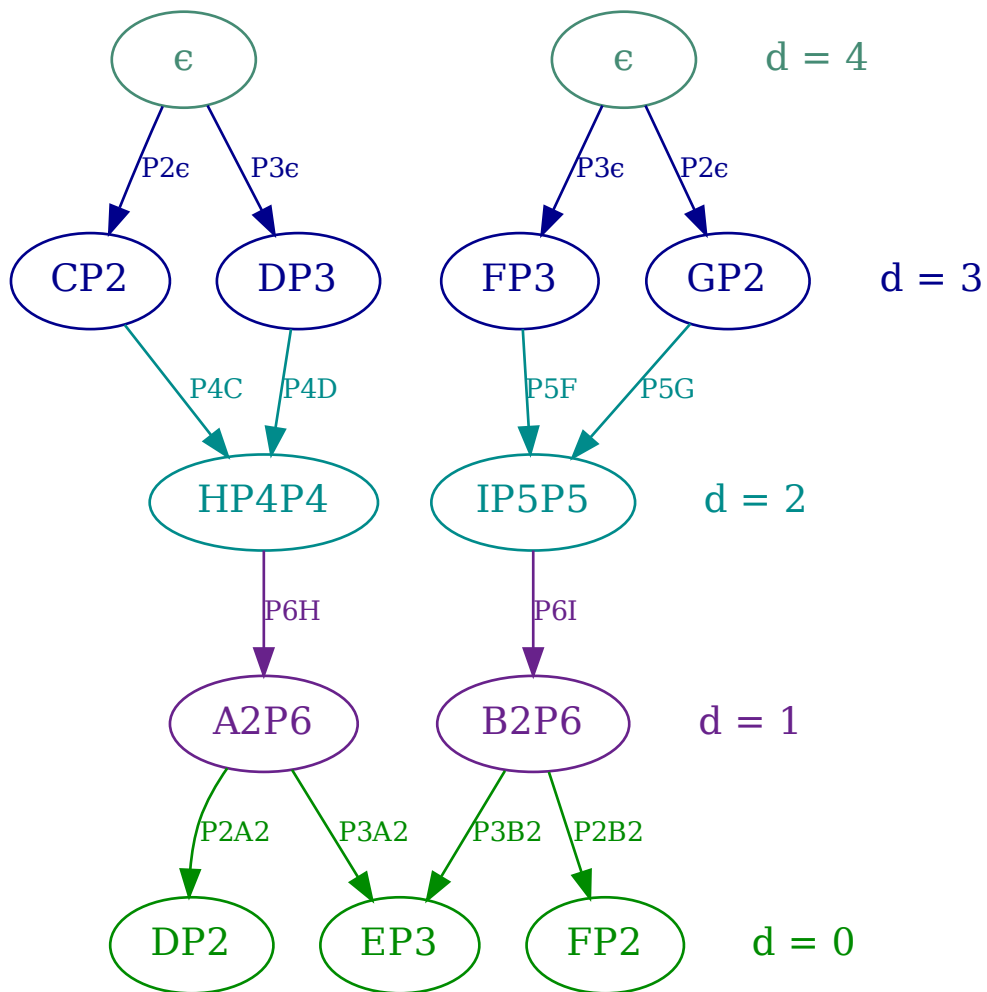 ϵ ϵ d = 4
P2ϵ P3ϵ P3ϵ P2ϵ
CP2 DP3 FP3 GP2 d = 3
P4C P4D P5F P5G
HP4P4 IP5P5 d = 2
P6H P6I
A2P6 B2P6 d = 1
P2A2 P3A2 P3B2 P2B2
DP2 EP3 FP2 d = 0